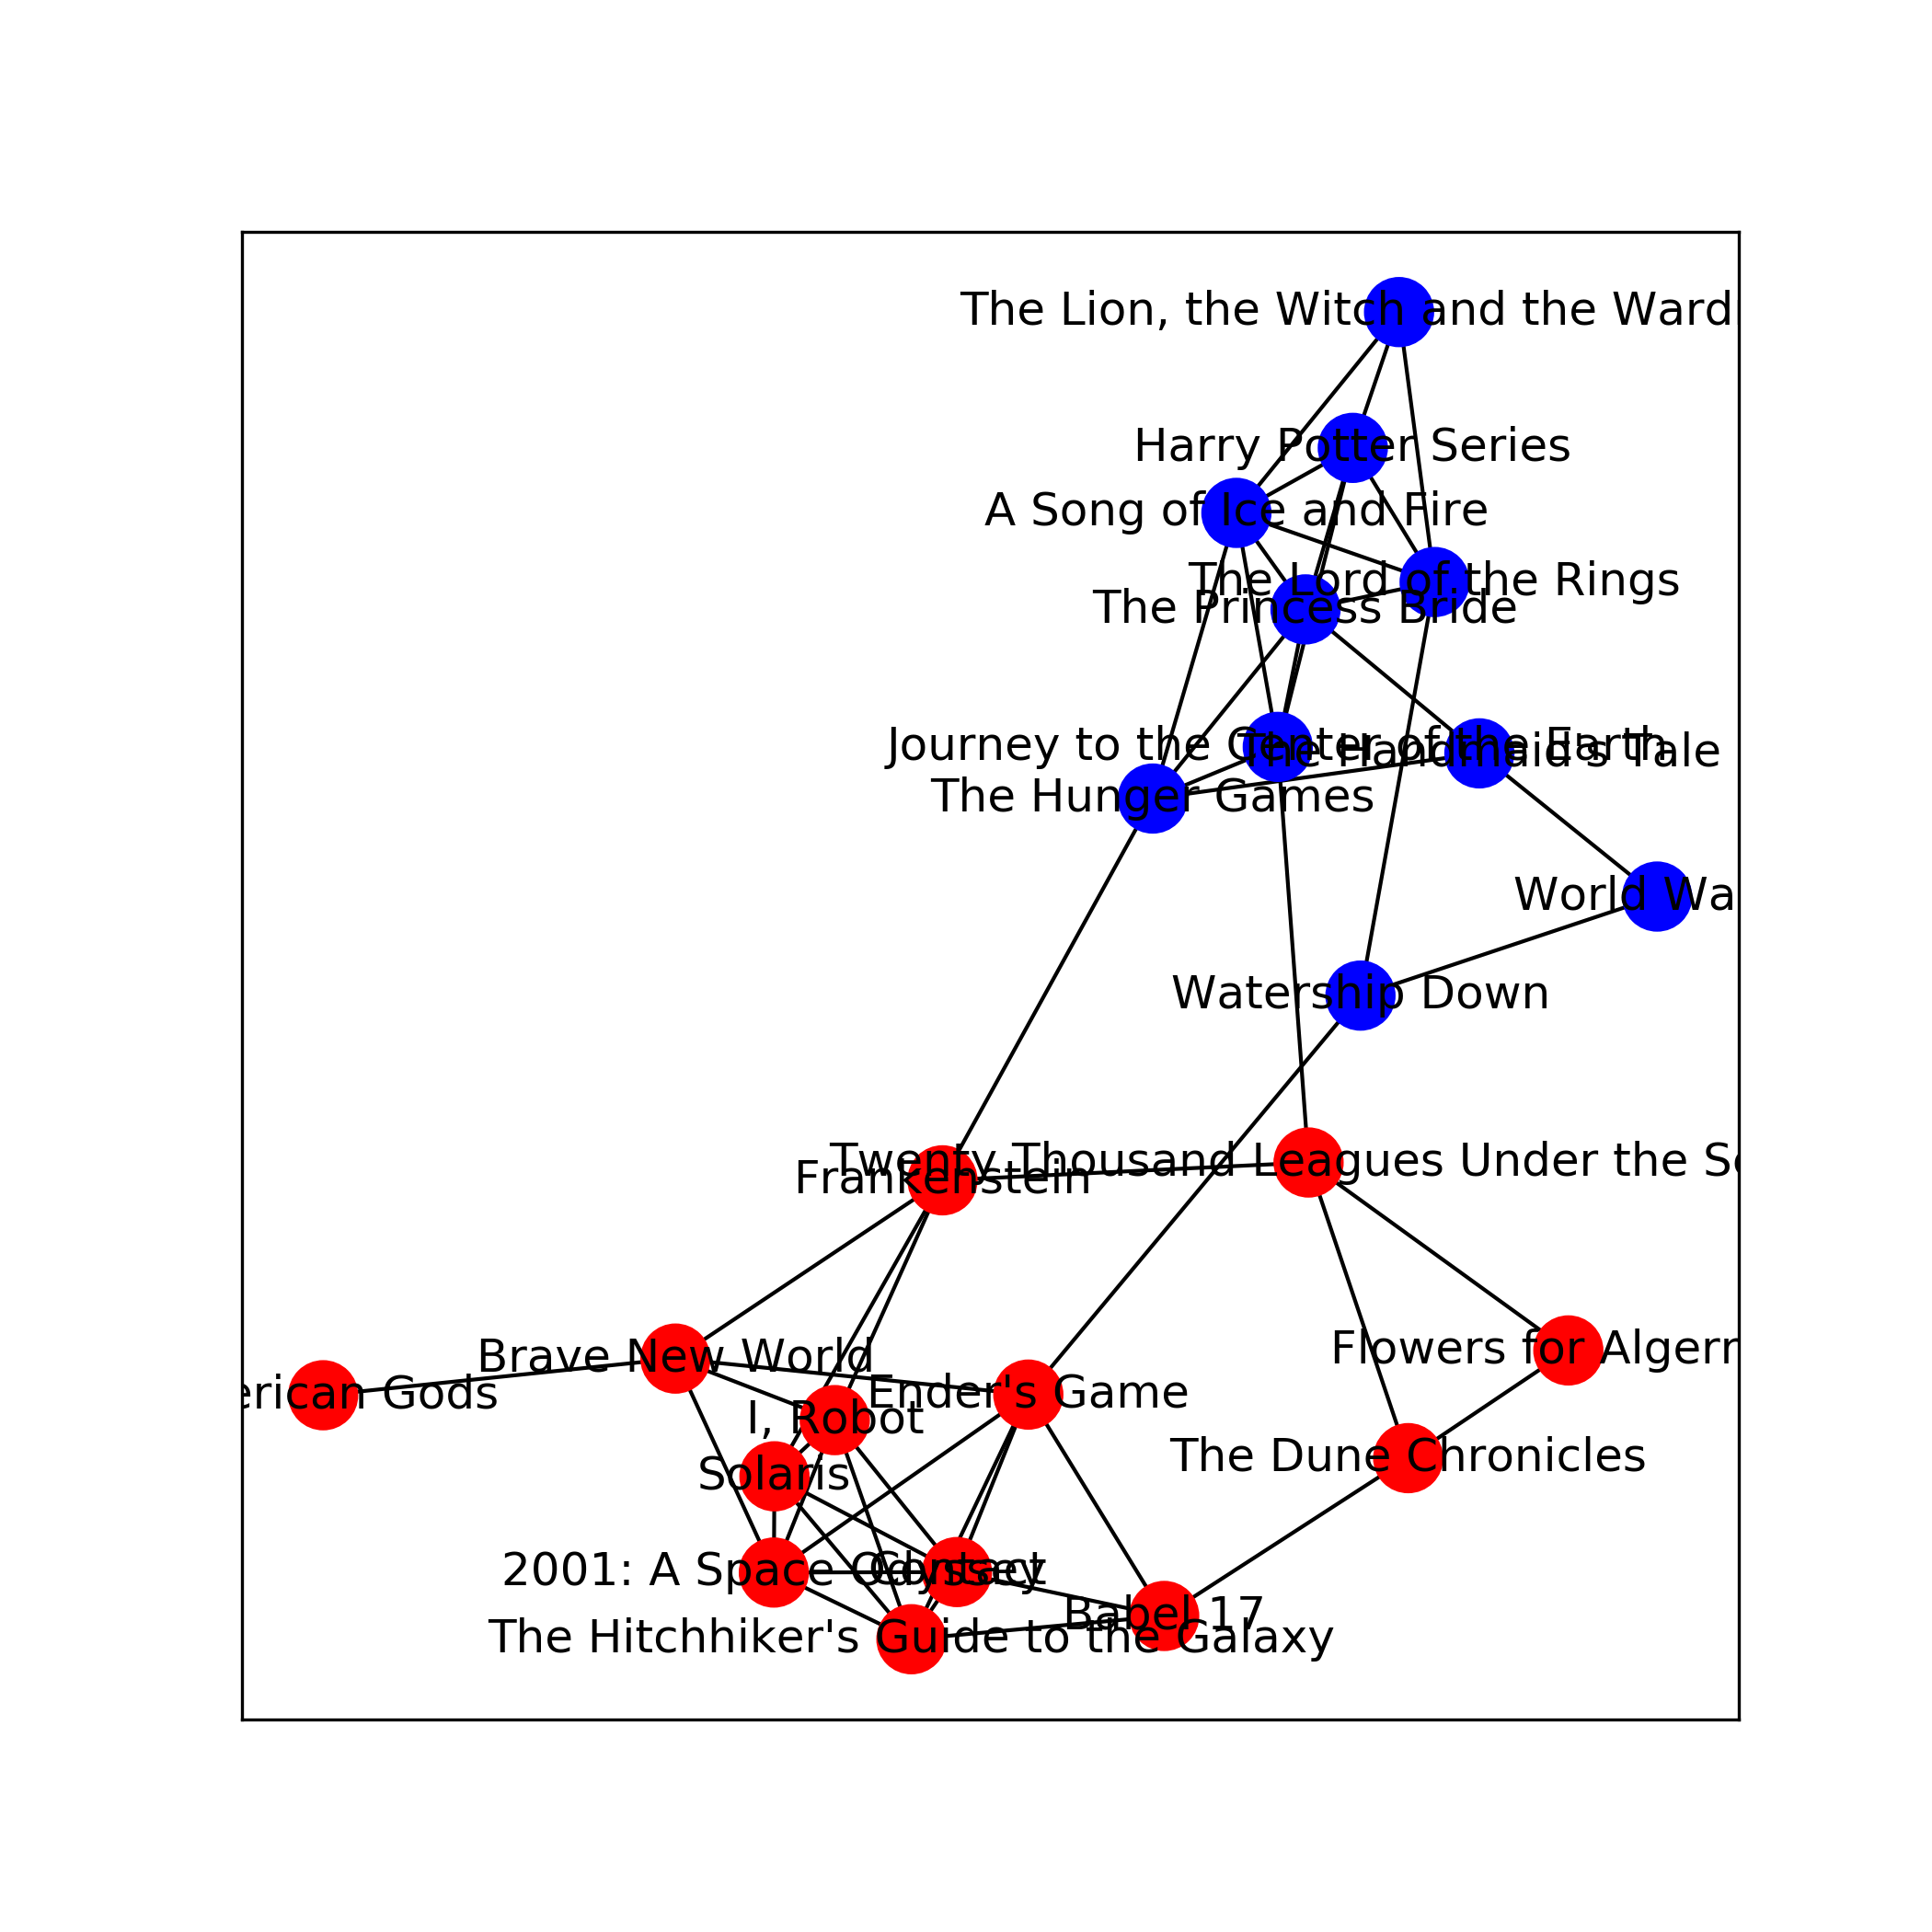 The Lion, the Witch and the Ward
Harry Potter Series
A Song of Ice and Fire
The Lord of the Rings
The Princess Bride
Journey to the Center of the Earth
The Handmaid's Tale
The Hunger Games
World Wa
Watership Down
Twenty Thousand Leagues Under the Se
Frankenstein
Flowers for Algern
Brave New World
erican Gods
Ender's Game
I, Robot
The Dune Chronicles
Solaris
2001: A Space Odyssey
Contact
Babel 17
The Hitchhiker's Guide to the Galaxy